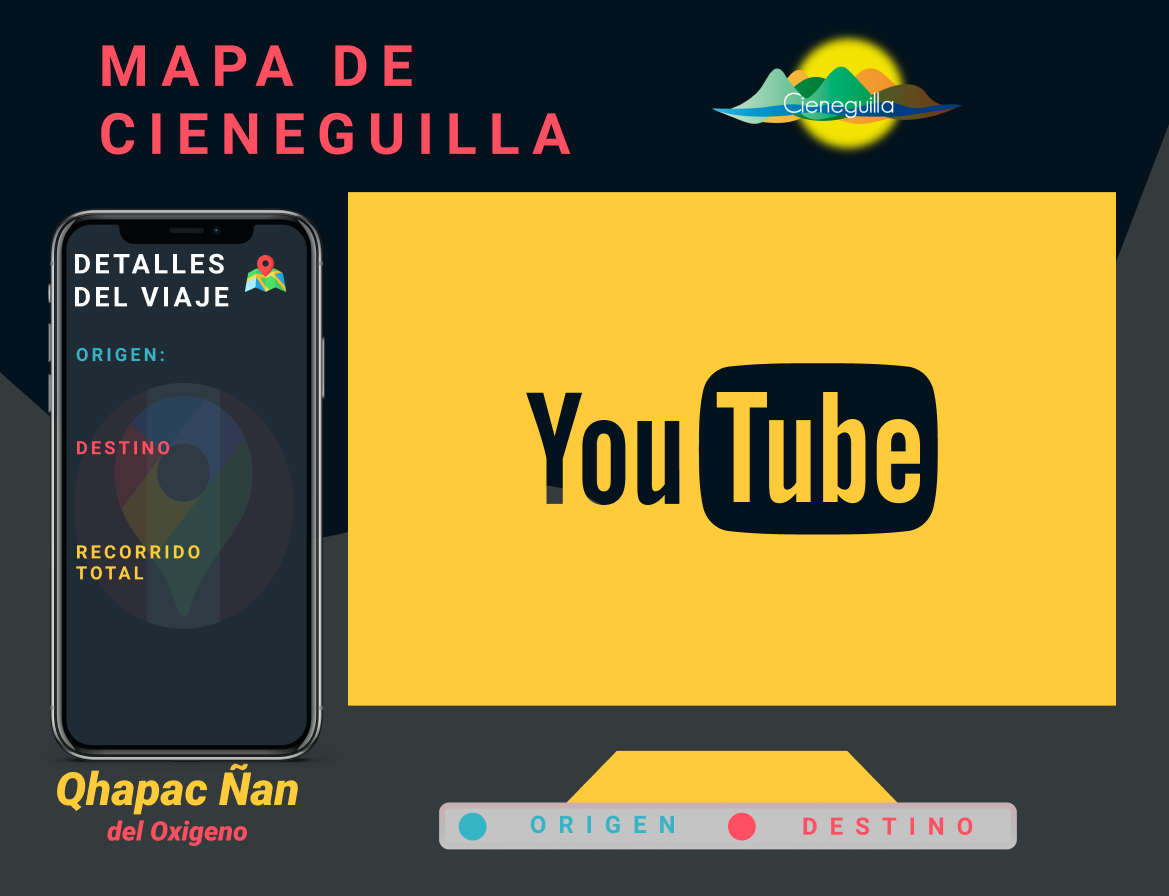 MAPA DE
CIENEGUILLA
Cieneguilla
DETALLES
DEL VIAJE
ORIGEN:
DESTINO
RECORRIDO
TOTAL
YouTube
Qhapac Ñan
del Oxigeno
ORIGEN DESTINO